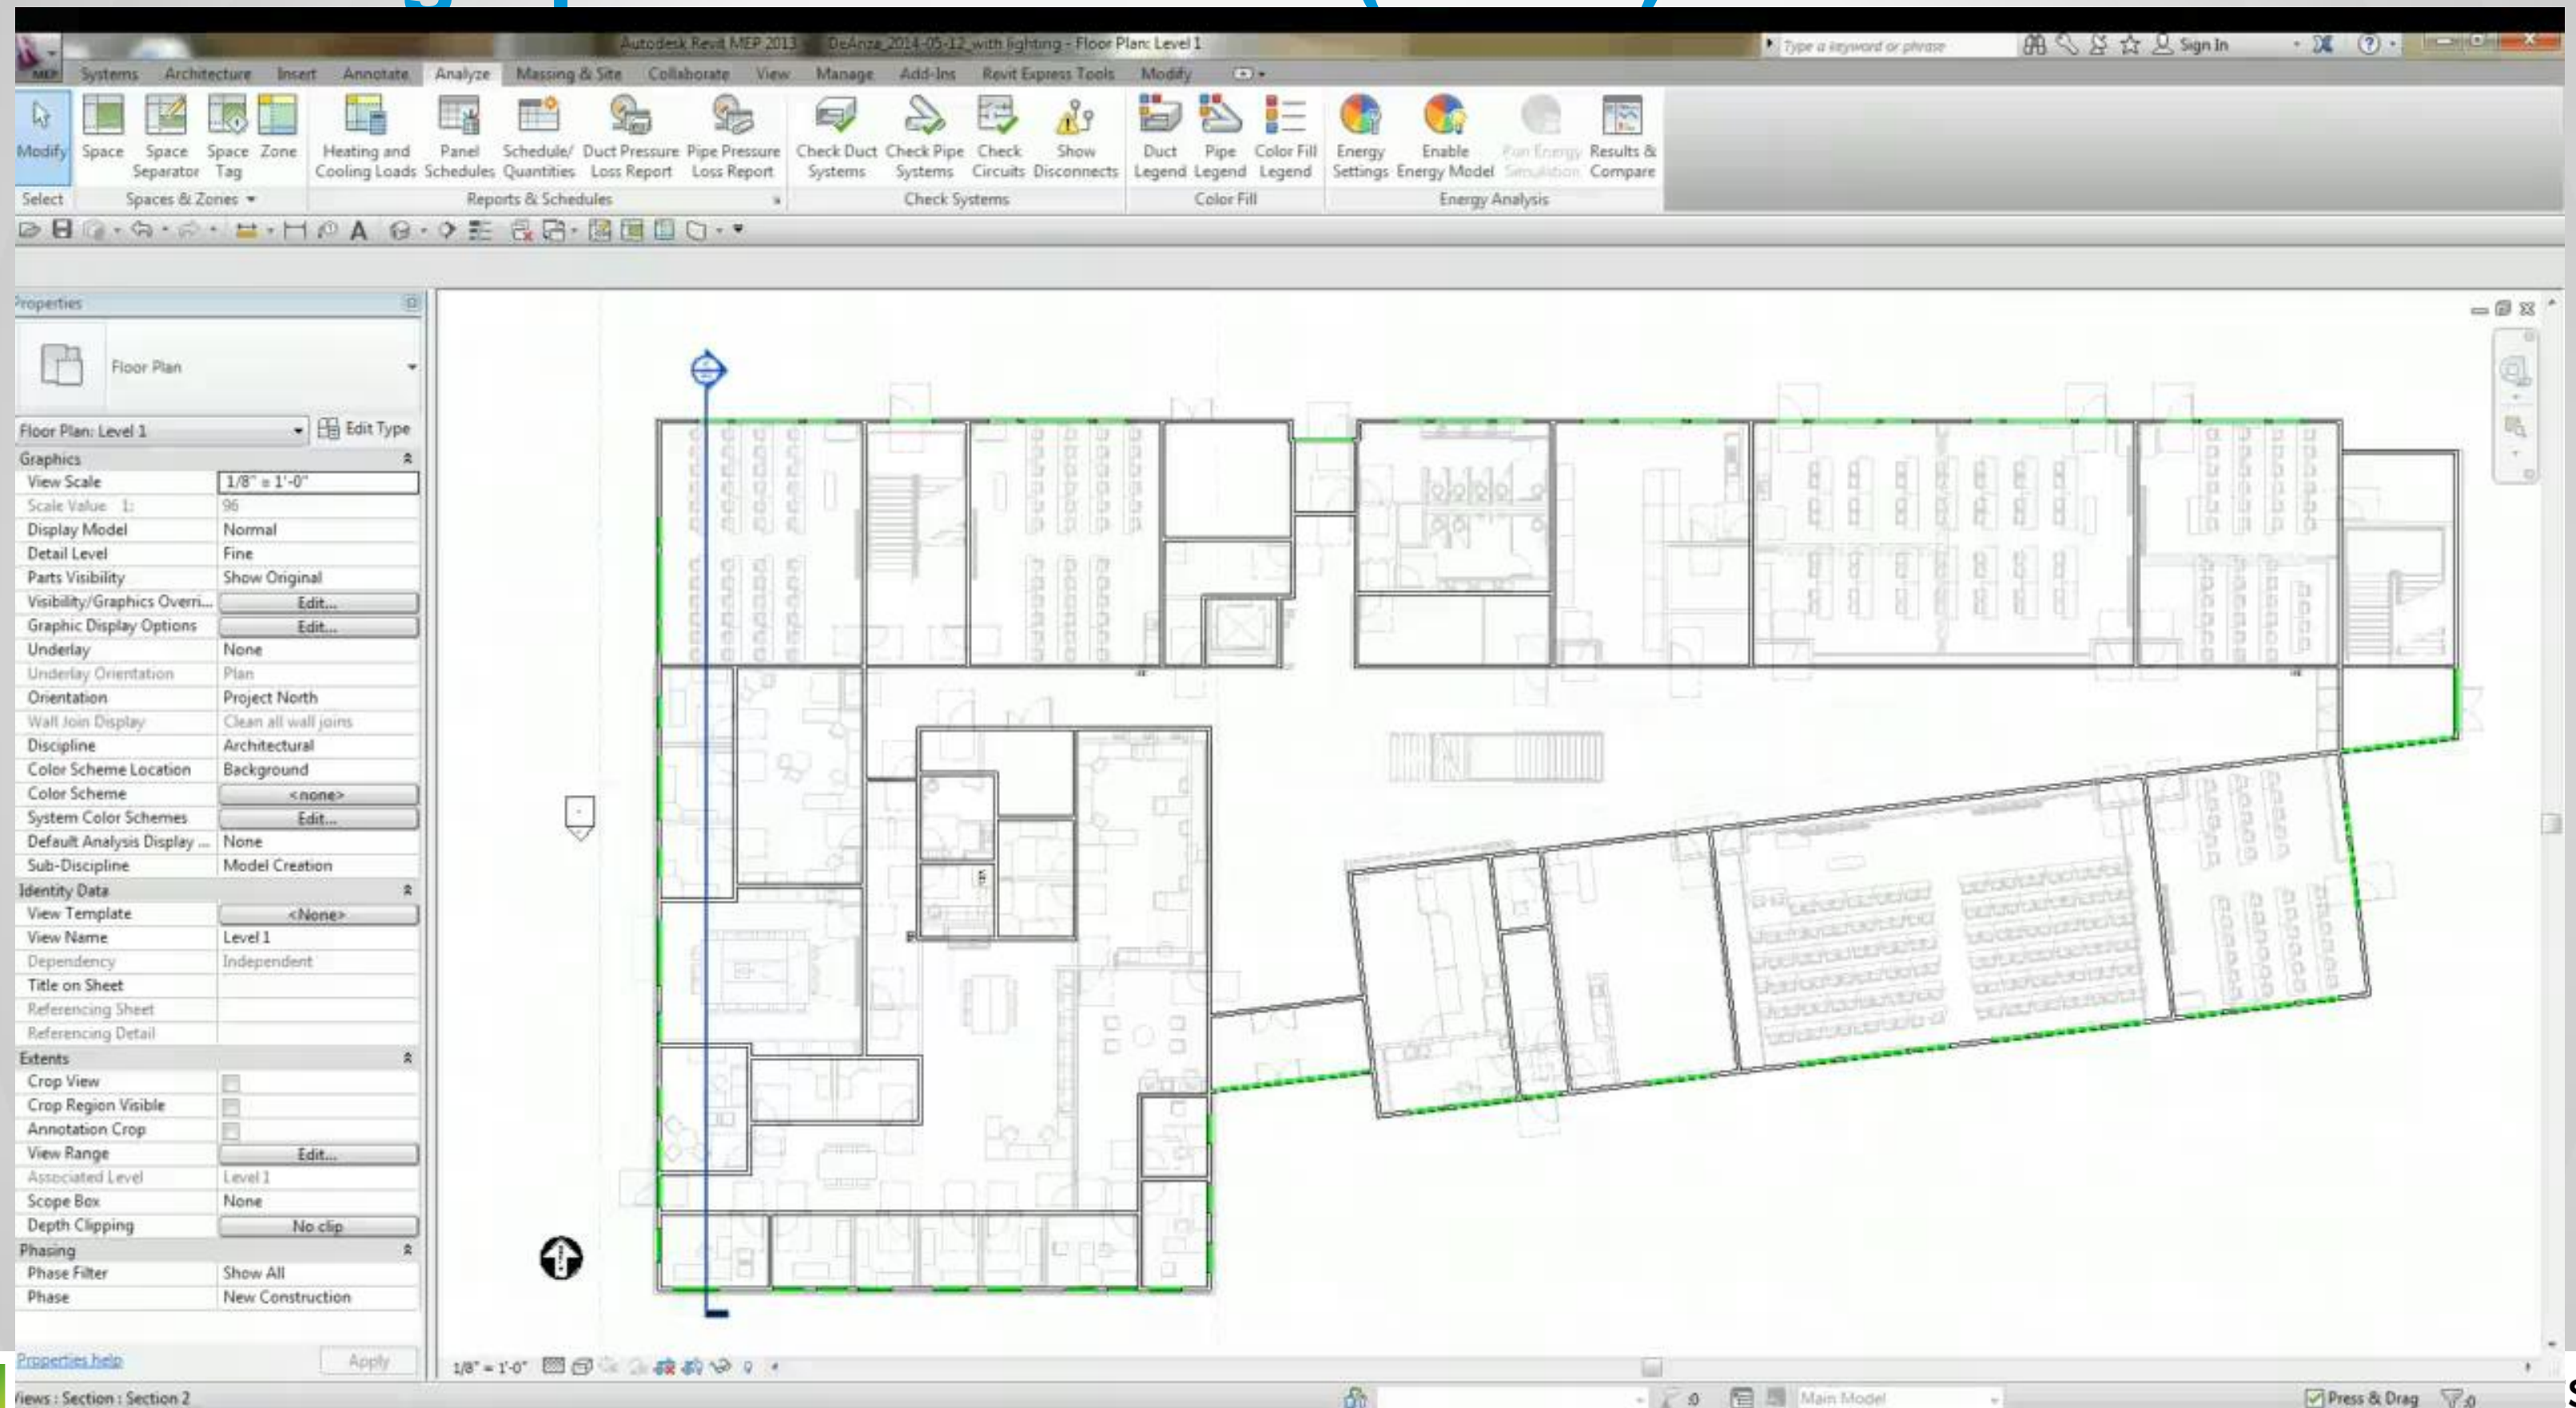 Autodesk Revit MEP 2013    DeAnza_2014-05-12_with lighting - Floor Plan: Level 1
Type a keyword or phrase
Sign In
MEP Systems Architecture Insert Annotate Analyze Massing & Site Collaborate View Manage Add-Ins Revit Express Tools Modify
Modify Space Space Space Zone Heating and Panel Schedule/ Duct Pressure Pipe Pressure Check Duct Check Pipe Check Show Duct Pipe Color Fill Energy Enable Run Energy Results &
Separator Tag Cooling Loads Schedules Quantities Loss Report Loss Report Systems Systems Circuits Disconnects Legend Legend Legend Settings Energy Model Simulation Compare
Select Spaces & Zones Reports & Schedules Check Systems Color Fill Energy Analysis
A
Properties
Floor Plan
Floor Plan: Level 1 Edit Type
Graphics
View Scale 1/8" = 1'-0"
Scale Value 1: 96
Display Model Normal
Detail Level Fine
Parts Visibility Show Original
Visibility/Graphics Overri... Edit...
Graphic Display Options Edit...
Underlay None
Underlay Orientation Plan
Orientation Project North
Wall Join Display Clean all wall joins
Discipline Architectural
Color Scheme Location Background
Color Scheme <none>
System Color Schemes Edit...
Default Analysis Display ... None
Sub-Discipline Model Creation
Identity Data
View Template <None>
View Name Level 1
Dependency Independent
Title on Sheet
Referencing Sheet
Referencing Detail
Extents
Crop View
Crop Region Visible
Annotation Crop
View Range Edit...
Associated Level Level 1
Scope Box None
Depth Clipping No clip
Phasing
Phase Filter Show All
Phase New Construction
Properties help Apply
1/8" = 1'-0"
Views : Section : Section 2
:0 Main Model
Press & Drag :0